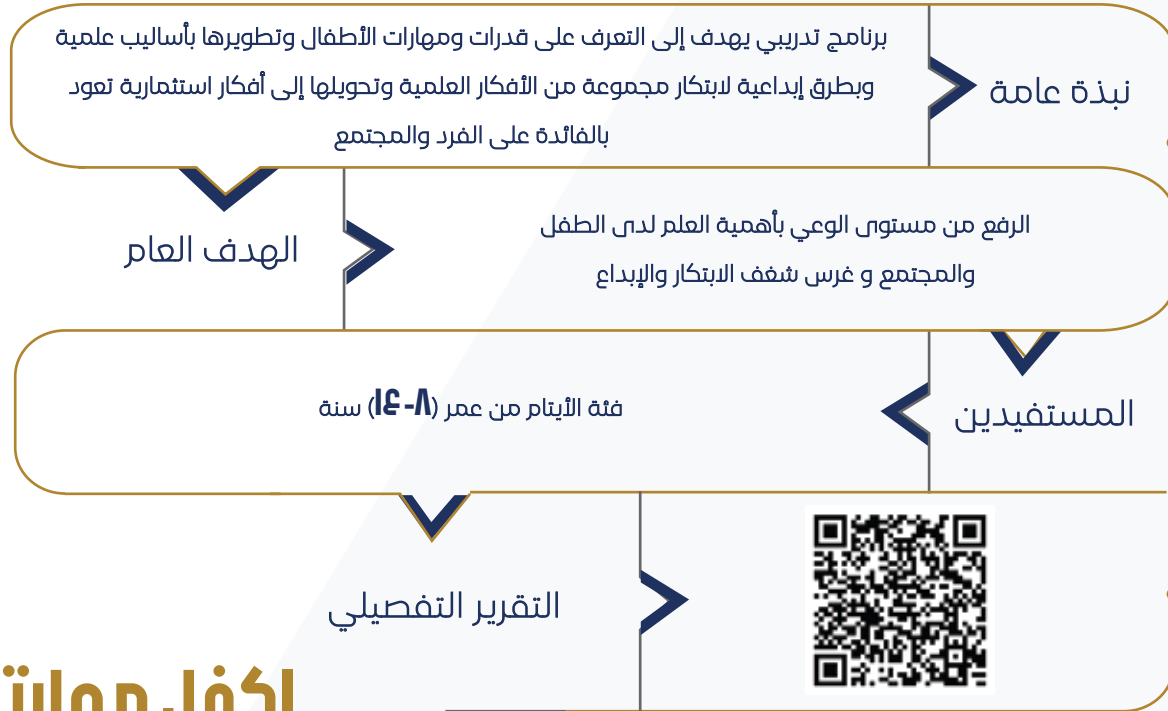 نبذة عامة
برنامج تدريبي يهدف إلى التعرف على قدرات ومهارات الأطفال وتطويرها بأساليب علمية
وبطرق إبداعية لابتكار مجموعة من الأفكار العلمية وتحويلها إلى أفكار استثمارية تعود
بالفائدة على الفرد والمجتمع
الهدف العام
الرفع من مستوى الوعي بأهمية العلم لدى الطفل
والمجتمع و غرس شغف الابتكار والإبداع
المستفيدين
فئة الأيتام من عمر (٨-١٤) سنة
التقرير التفصيلي
اكفل